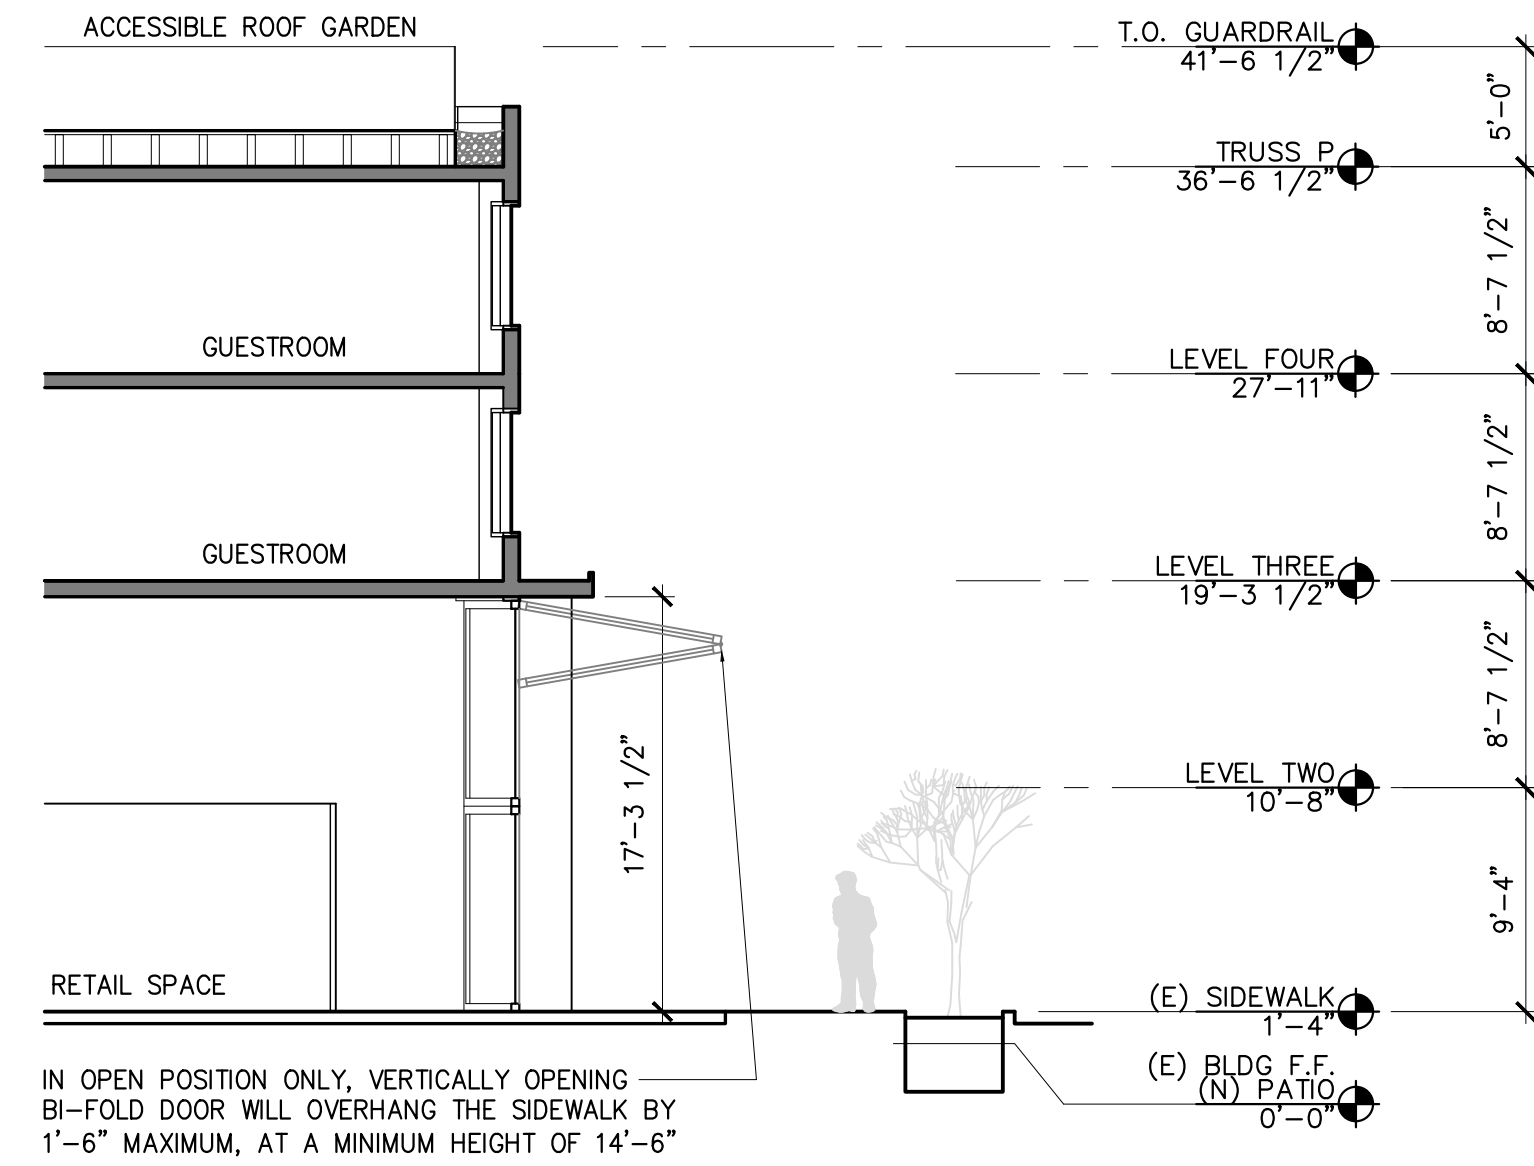 ACCESSIBLE ROOF GARDEN
T.O. GUARDRAIL
41'-6 1/2"
5'-0"
TRUSS P
36'-6 1/2"
8'-7 1/2"
GUESTROOM
LEVEL FOUR
27'-11"
8'-7 1/2"
GUESTROOM
LEVEL THREE
19'-3 1/2"
8'-7 1/2"
17'-3 1/2"
LEVEL TWO
10'-8"
9'-4"
RETAIL SPACE
(E) SIDEWALK
1'-4"
(E) BLDG F.F.
(N) PATIO
0'-0"
IN OPEN POSITION ONLY, VERTICALLY OPENING
BI-FOLD DOOR WILL OVERHANG THE SIDEWALK BY
1'-6" MAXIMUM, AT A MINIMUM HEIGHT OF 14'-6"